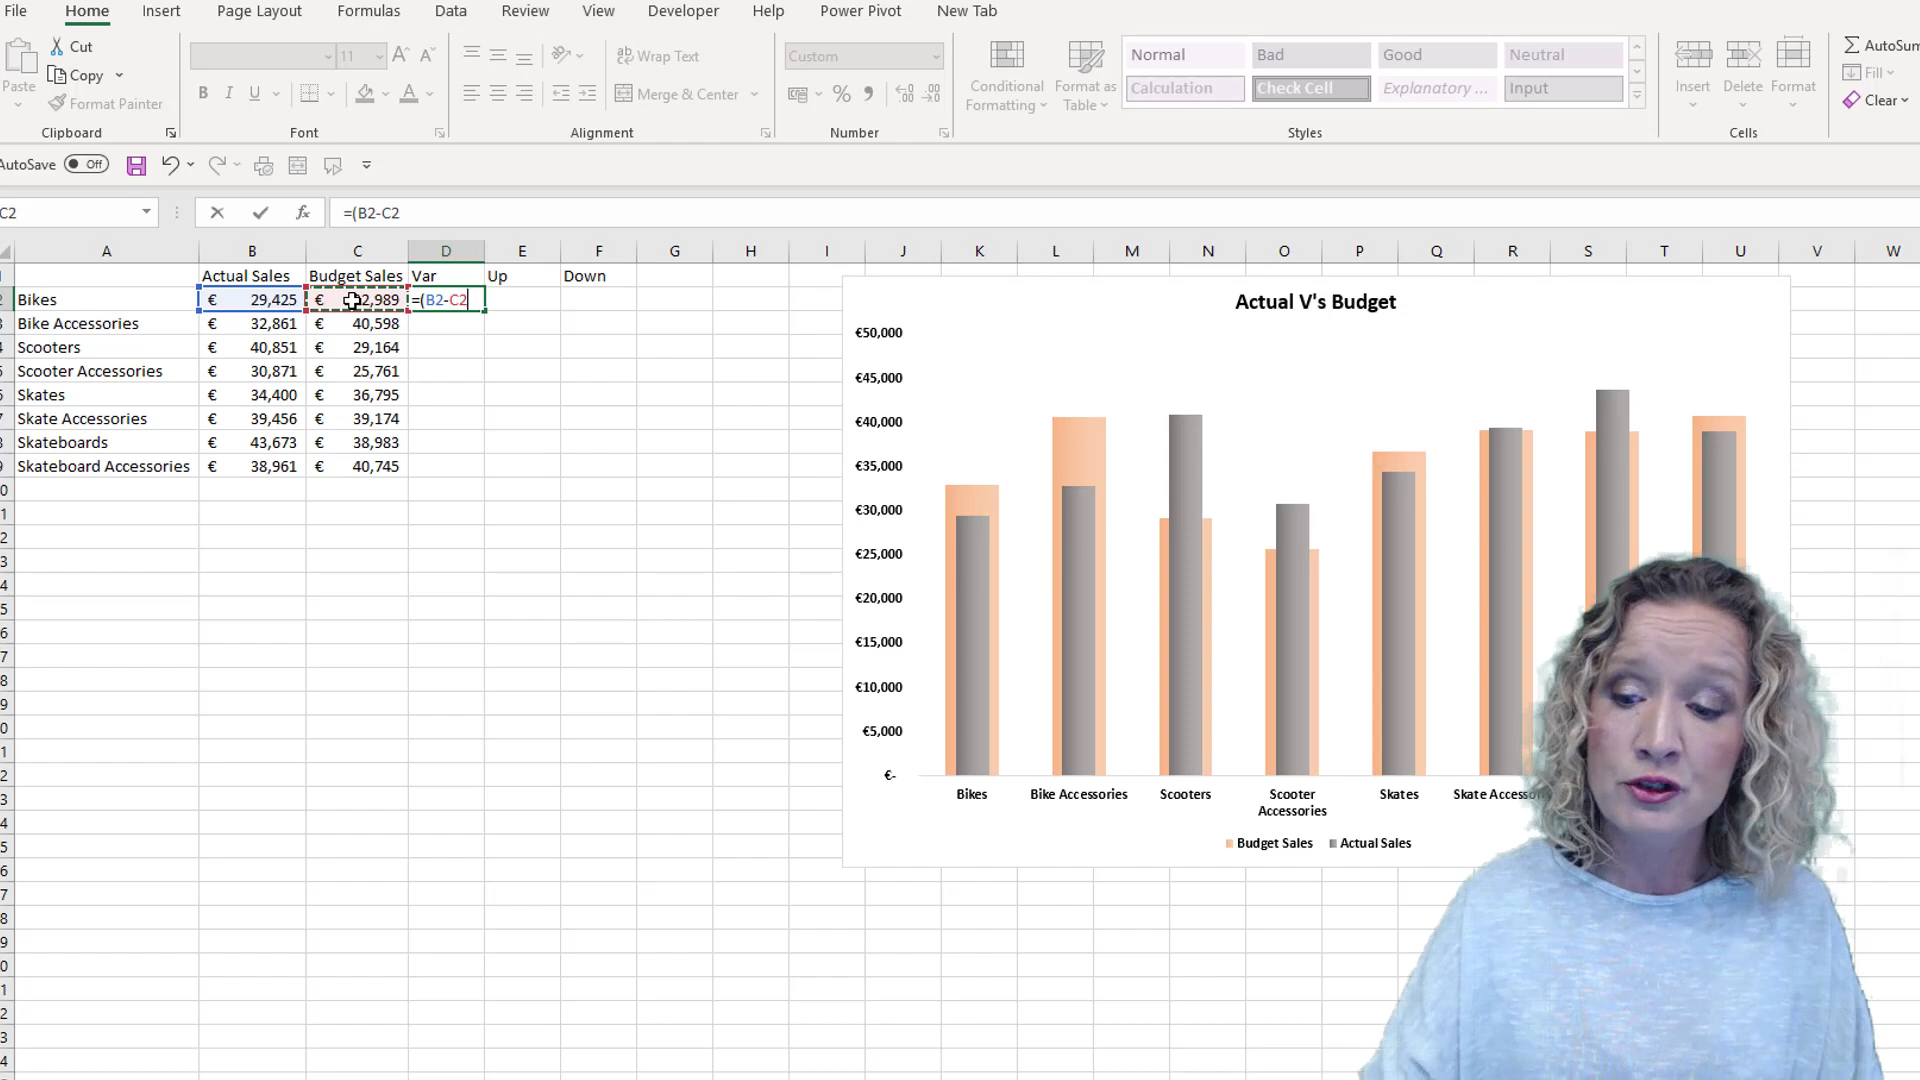 File Home Insert Page Layout Formulas Data Review View Developer Help Power Pivot New Tab
Cut
Copy
Format Painter
Paste
Clipboard
11
B I U A
Font
Wrap Text
Merge & Center
Alignment
Custom
%
Number
Conditional Formatting
Format as Table
Normal Bad Good Neutral
Calculation Check Cell Explanatory ... Input
Styles
Insert Delete Format
Cells
AutoSum
Fill
Clear
AutoSave Off
C2 fx =(B2-C2
A B C D E F G H I J K L M N O P Q R S T U V W
Actual Sales Budget Sales Var Up Down
Bikes € 29,425 € 2,989 =(B2-C2
Bike Accessories € 32,861 € 40,598
Scooters € 40,851 € 29,164
Scooter Accessories € 30,871 € 25,761
Skates € 34,400 € 36,795
Skate Accessories € 39,456 € 39,174
Skateboards € 43,673 € 38,983
Skateboard Accessories € 38,961 € 40,745
Actual V's Budget
€50,000
€45,000
€40,000
€35,000
€30,000
€25,000
€20,000
€15,000
€10,000
€5,000
€-
Bikes Bike Accessories Scooters Scooter Accessories Skates Skate Accesso
Budget Sales Actual Sales